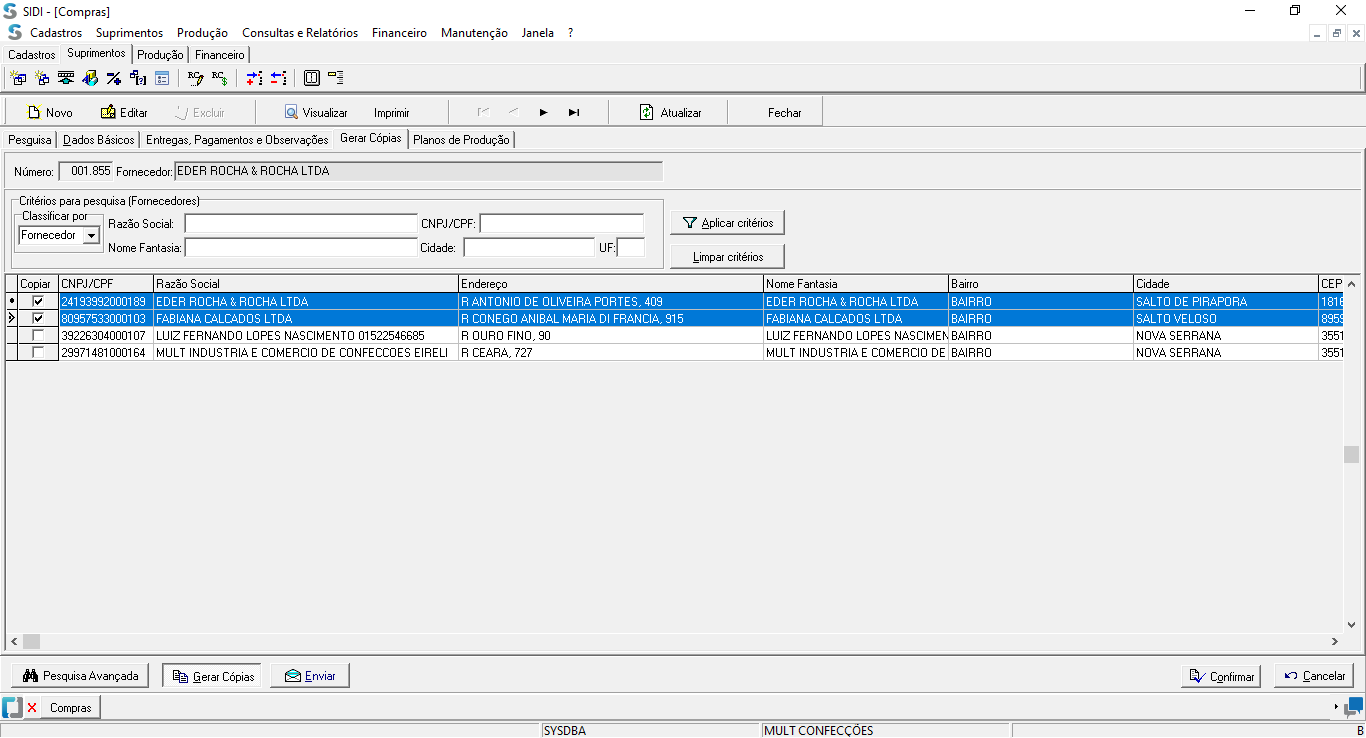 SIDI - [Compras]
Cadastros Suprimentos Produção Consultas e Relatórios Financeiro Manutenção Janela ?
Cadastros Suprimentos Produção Financeiro
Novo Editar Excluir Visualizar Imprimir Atualizar Fechar
Pesquisa Dados Básicos Entregas, Pagamentos e Observações Gerar Cópias Planos de Produção
Número: 001.855 Fornecedor: EDER ROCHA & ROCHA LTDA
Critérios para pesquisa (Fornecedores)
Classificar por
Fornecedor
Razão Social: CNPJ/CPF:
Nome Fantasia: Cidade: UF:
Aplicar critérios
Limpar critérios
Copiar CNPJ/CPF Razão Social Endereço Nome Fantasia Bairro Cidade CEP
24193992000189 EDER ROCHA & ROCHA LTDA R ANTONIO DE OLIVEIRA PORTES, 409 EDER ROCHA & ROCHA LTDA BAIRRO SALTO DE PIRAPORA 1816
80957533000103 FABIANA CALCADOS LTDA R CONEGO ANIBAL MARIA DI FRANCIA, 915 FABIANA CALCADOS LTDA BAIRRO SALTO VELOSO 8959
39226304000107 LUIZ FERNANDO LOPES NASCIMENTO 01522546685 R OURO FINO, 90 LUIZ FERNANDO LOPES NASCIMEN BAIRRO NOVA SERRANA 3551
29971481000164 MULT INDUSTRIA E COMERCIO DE CONFECCOES EIRELI R CEARA, 727 MULT INDUSTRIA E COMERCIO DE BAIRRO NOVA SERRANA 3551
Pesquisa Avançada Gerar Cópias Enviar Confirmar Cancelar
Compras
SYSDBA MULT CONFECÇÕES B